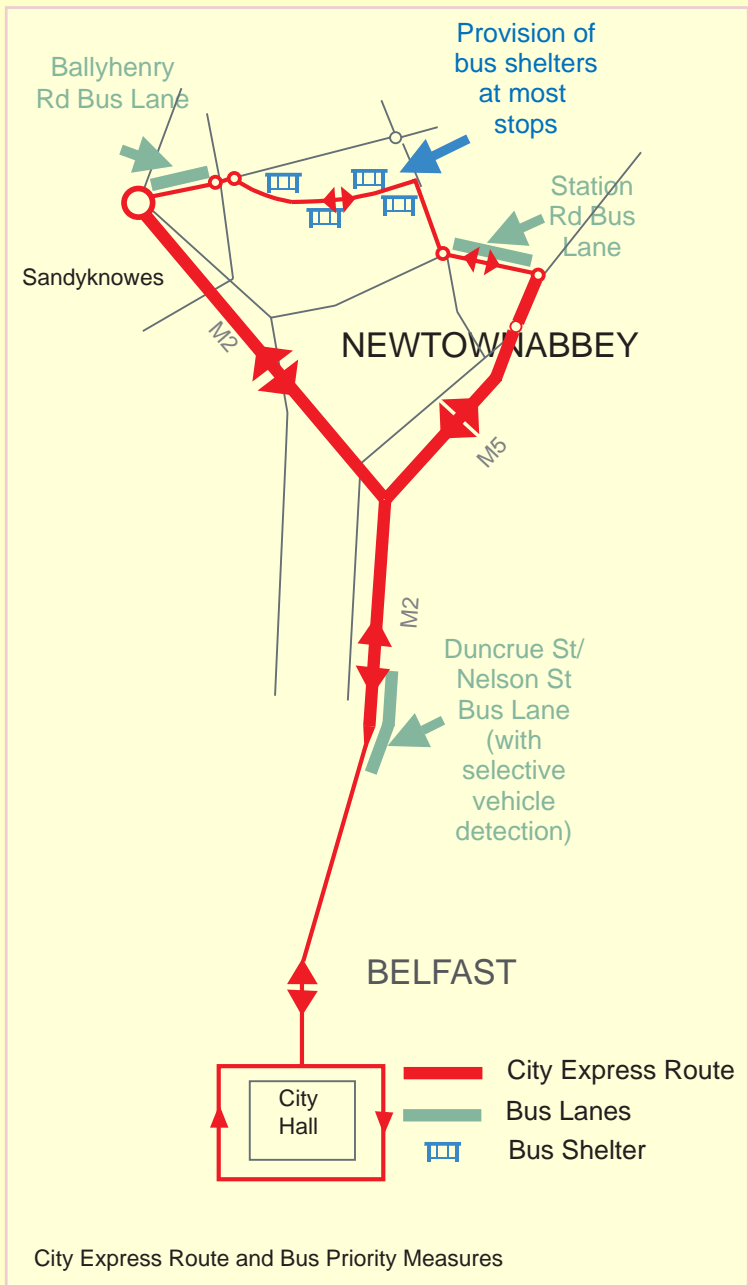 Provision of
bus shelters
at most
stops
Ballyhenry
Rd Bus Lane
Station
Rd Bus
Lane
Sandyknowes
M2
NEWTOWNABBEY
M5
M2
Duncrue St/
Nelson St
Bus Lane
(with
selective
vehicle
detection)
BELFAST
City
Hall
City Express Route
Bus Lanes
Bus Shelter
City Express Route and Bus Priority Measures